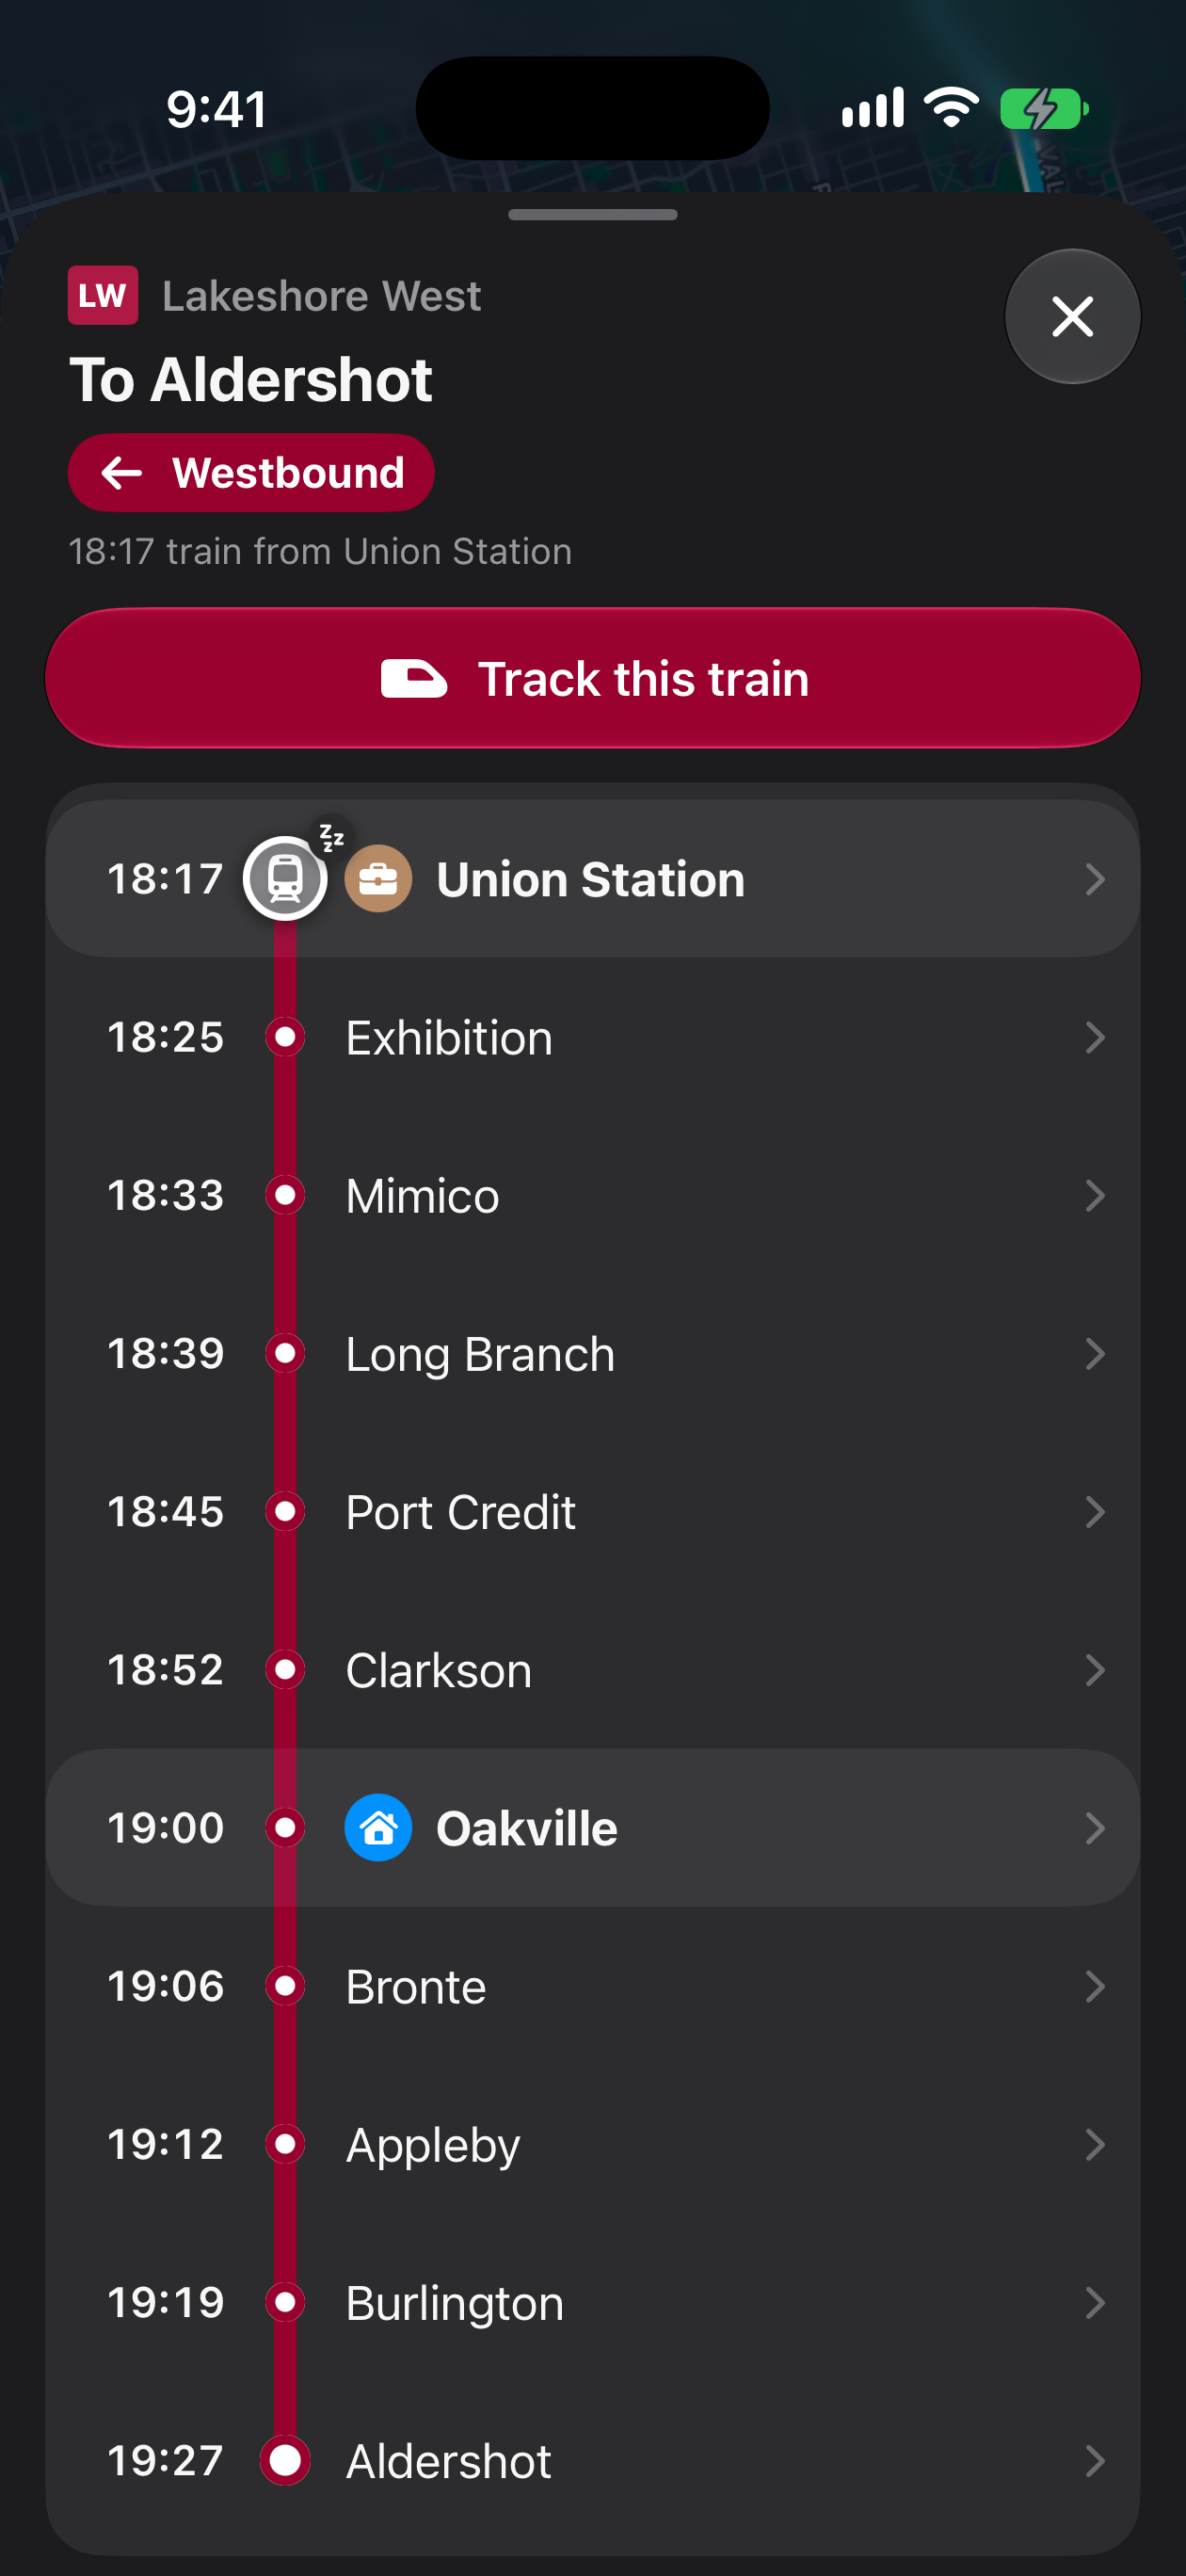 9:41
LW Lakeshore West
To Aldershot
Westbound
18:17 train from Union Station
Track this train
18:17 zzz Union Station
18:25 Exhibition
18:33 Mimico
18:39 Long Branch
18:45 Port Credit
18:52 Clarkson
19:00 Oakville
19:06 Bronte
19:12 Appleby
19:19 Burlington
19:27 Aldershot